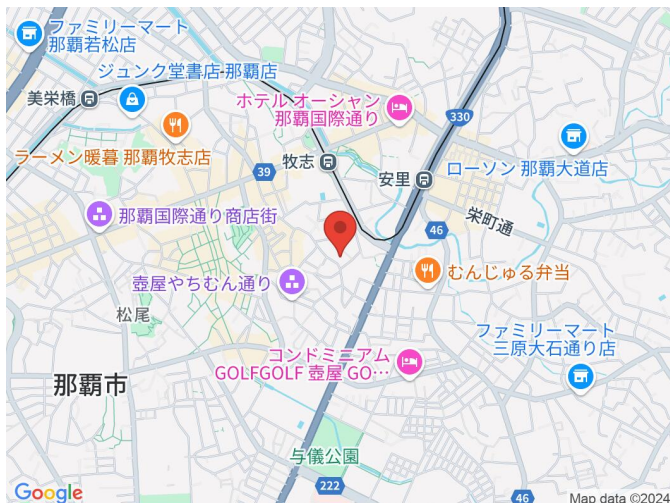 ファミリーマート
那覇若松店
ジュンク堂書店 那覇店
美栄橋
ホテル オーシャン
那覇国際通り
330
ラーメン暖暮 那覇牧志店
牧志
ローソン 那覇大道店
39
安里
那覇国際通り商店街
栄町通
46
壺屋やちむん通り
むんじゅる弁当
松尾
ファミリーマート
三原大石通り店
コンドミニアム
GOLFGOLF 壺屋 GO…
那覇市
与儀公園
222
46
Google
Map data ©2024